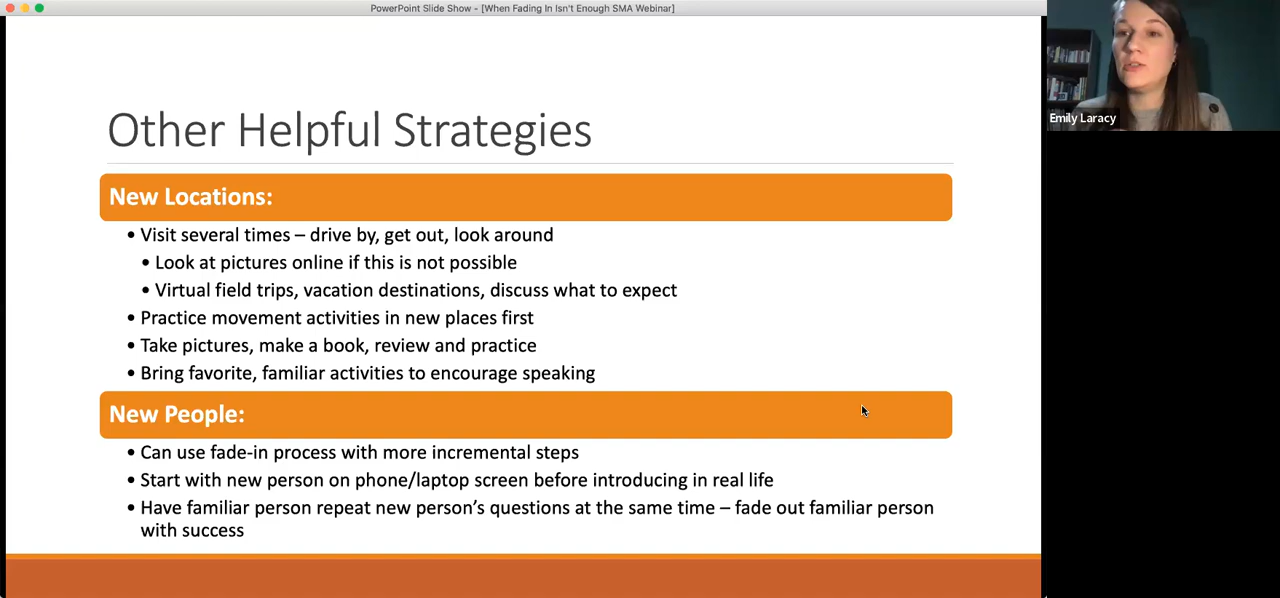 PowerPoint Slide Show - [When Fading In Isn't Enough SMA Webinar]
Emily Laracy
Other Helpful Strategies
New Locations:
• Visit several times – drive by, get out, look around
• Look at pictures online if this is not possible
• Virtual field trips, vacation destinations, discuss what to expect
• Practice movement activities in new places first
• Take pictures, make a book, review and practice
• Bring favorite, familiar activities to encourage speaking
New People:
• Can use fade-in process with more incremental steps
• Start with new person on phone/laptop screen before introducing in real life
• Have familiar person repeat new person's questions at the same time – fade out familiar person
with success